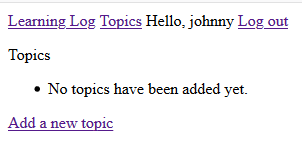 Learning Log Topics Hello, johnny Log out
Topics
• No topics have been added yet.
Add a new topic